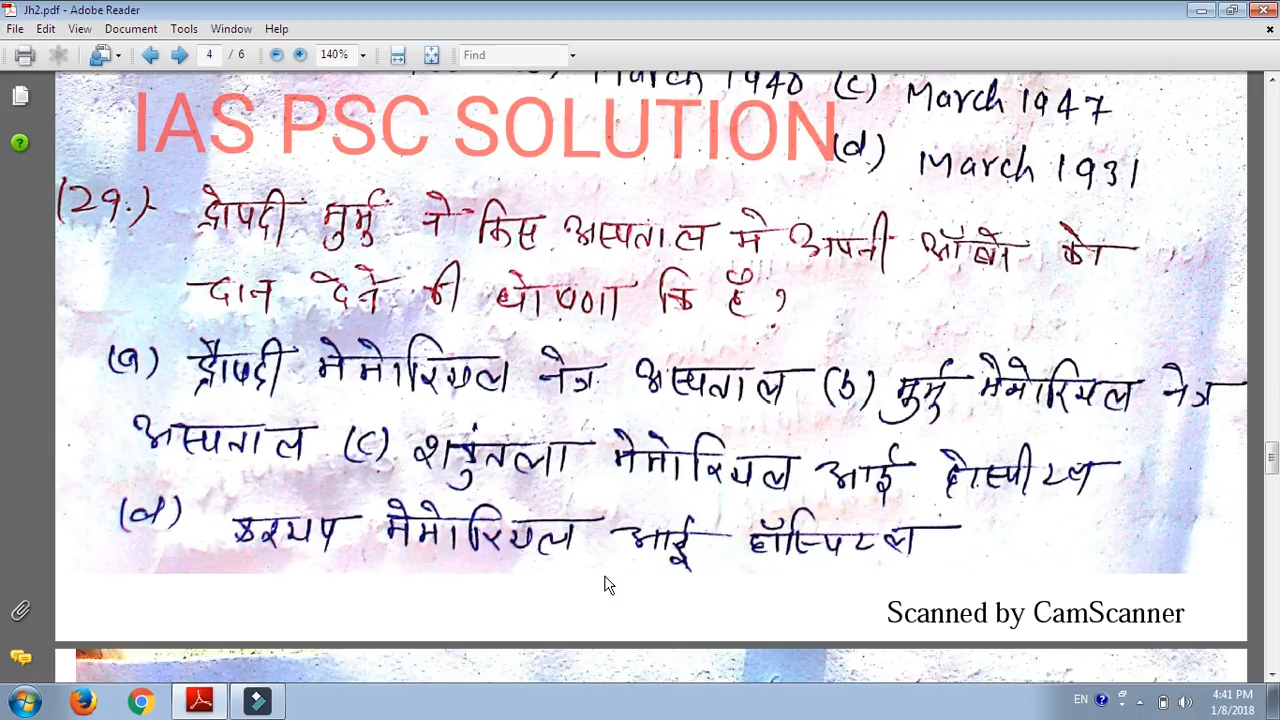 Jh2.pdf - Adobe Reader
File Edit View Document Tools Window Help
4 / 6 140% Find
March 1940 (c) March 1947
IAS PSC SOLUTION
(d) March 1931
(29.) द्रौपदी मुर्मू ने किस अस्पताल मे अपनी आँखो को
दान देने की घोषणा कि है ?
(a) द्रौपदी मेमोरियल नेत्र अस्पताल (b) मुर्मू मेमोरियल नेत्र
अस्पताल (c) शकुंतला मेमोरियल आई होस्पीटल
(d) कश्यप मेमोरियल आई हॉस्पिटल
Scanned by CamScanner
EN 4:41 PM
1/8/2018